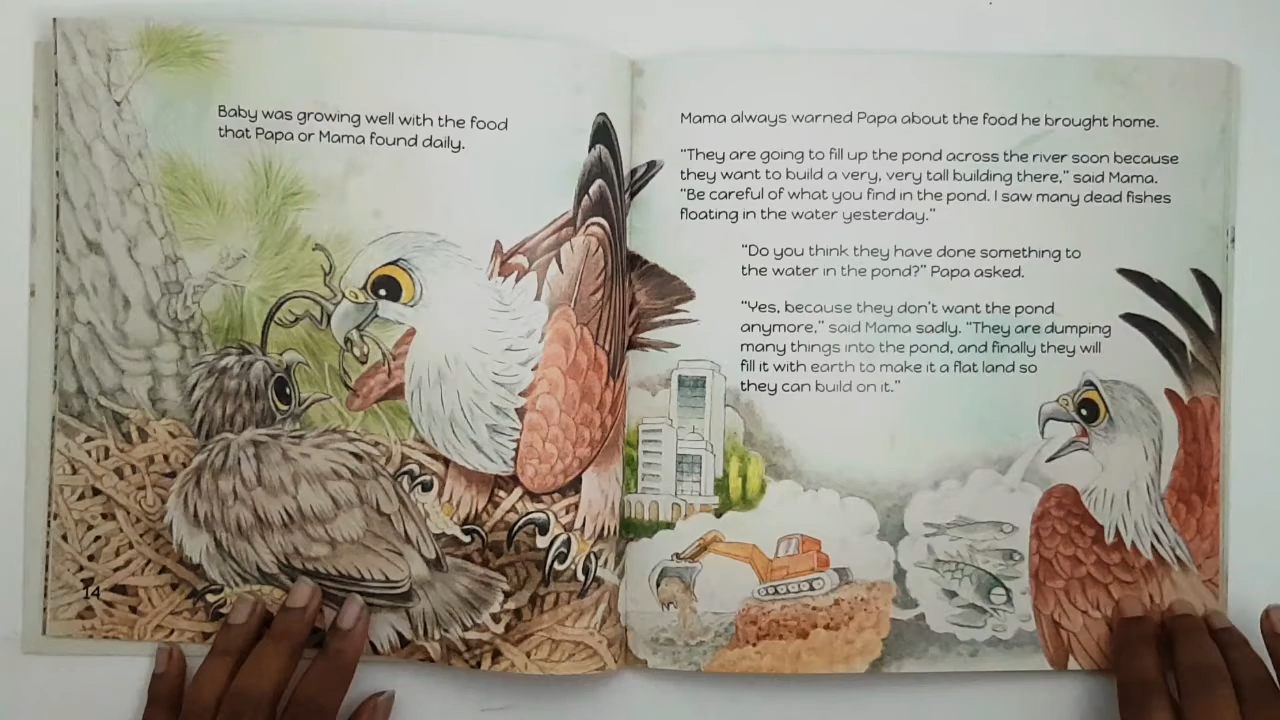 Baby was growing well with the food
that Papa or Mama found daily.
14
Mama always warned Papa about the food he brought home.
"They are going to fill up the pond across the river soon because
they want to build a very, very tall building there," said Mama.
"Be careful of what you find in the pond. I saw many dead fishes
floating in the water yesterday."
"Do you think they have done something to
the water in the pond?" Papa asked.
"Yes, because they don't want the pond
anymore," said Mama sadly. "They are dumping
many things into the pond, and finally they will
fill it with earth to make it a flat land so
they can build on it."